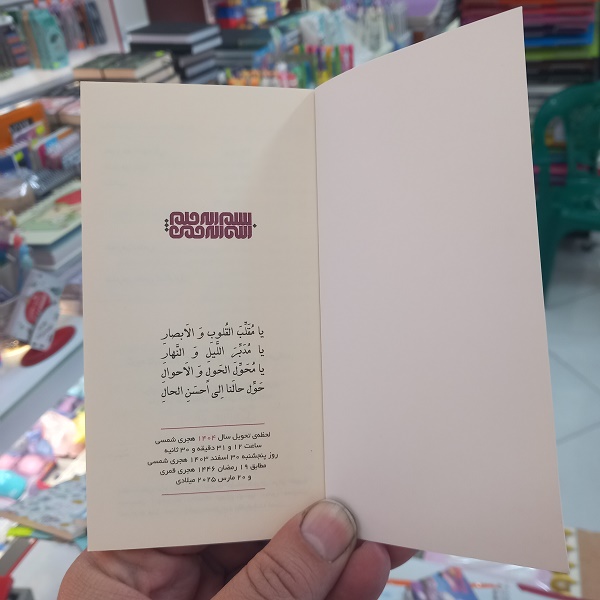 بسم الله الرحمن الرحیم
یا مُقَلِّبَ القُلوبِ وَ الاَبصارِ
یا مُدَبِّرَ اللَّیلِ وَ النَّهارِ
یا مُحَوِّلَ الحَولِ وَ الاَحوالِ
حَوِّل حالَنا اِلی اَحسَنِ الحالِ
لحظه‌ی تحویل سال ۱۴۰۴ هجری شمسی
ساعت ۱۲ و ۳۱ دقیقه و ۳۰ ثانیه
روز پنجشنبه ۳۰ اسفند ۱۴۰۳ هجری شمسی
مطابق ۱۹ رمضان ۱۴۴۶ هجری قمری
و ۲۰ مارس ۲۰۲۵ میلادی